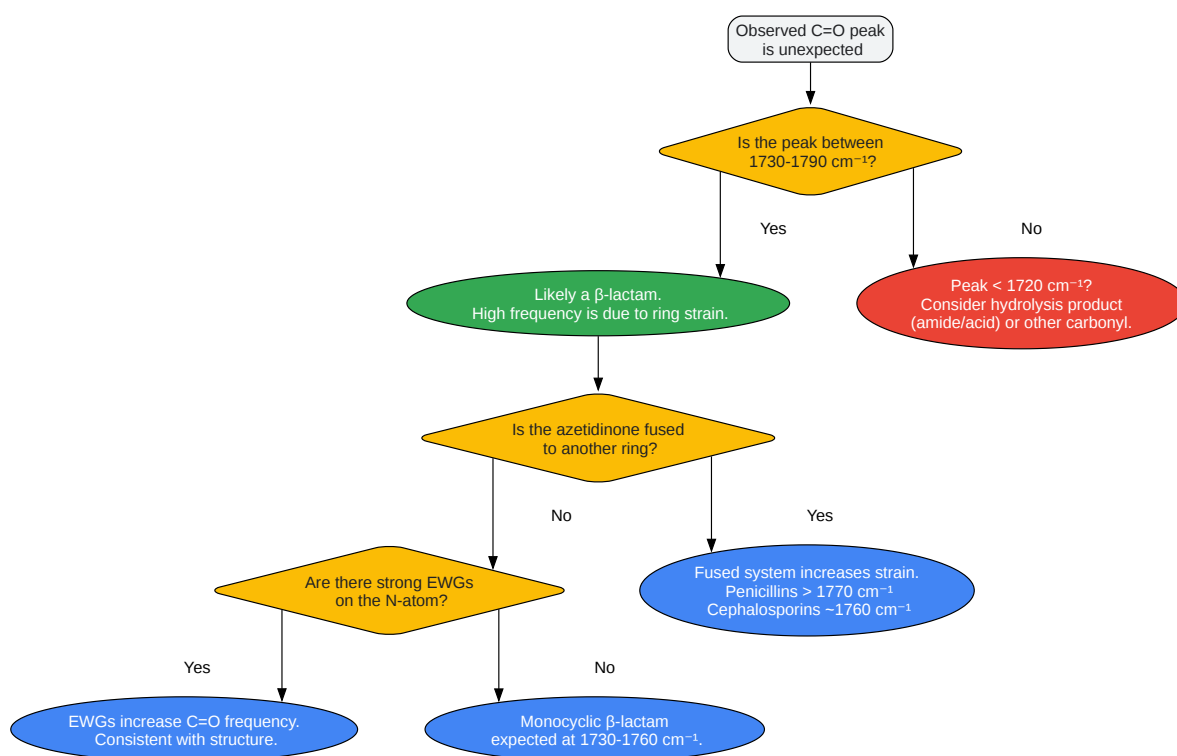 Observed C=O peak
is unexpected
Is the peak between
1730-1790 cm⁻¹?
Yes
No
Likely a β-lactam.
High frequency is due to ring strain.
Peak < 1720 cm⁻¹?
Consider hydrolysis product
(amide/acid) or other carbonyl.
Is the azetidinone fused
to another ring?
No
Yes
Are there strong EWGs
on the N-atom?
Fused system increases strain.
Penicillins > 1770 cm⁻¹
Cephalosporins ~1760 cm⁻¹
Yes
No
EWGs increase C=O frequency.
Consistent with structure.
Monocyclic β-lactam
expected at 1730-1760 cm⁻¹.